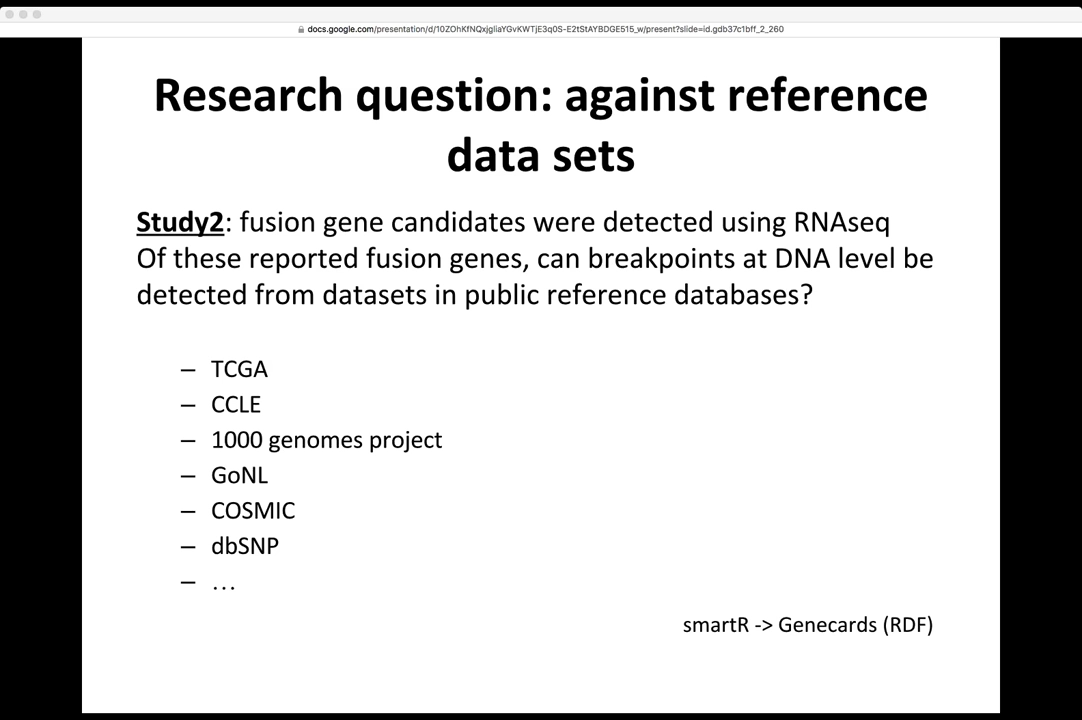 docs.google.com/presentation/d/10ZOhKfNQxjgliaYGvKWTjE3q0S-E2tStAYBDGE515_w/present?slide=id.gdb37c1bff_2_260
Research question: against reference
data sets
Study2: fusion gene candidates were detected using RNAseq
Of these reported fusion genes, can breakpoints at DNA level be
detected from datasets in public reference databases?
– TCGA
– CCLE
– 1000 genomes project
– GoNL
– COSMIC
– dbSNP
– …
smartR -> Genecards (RDF)